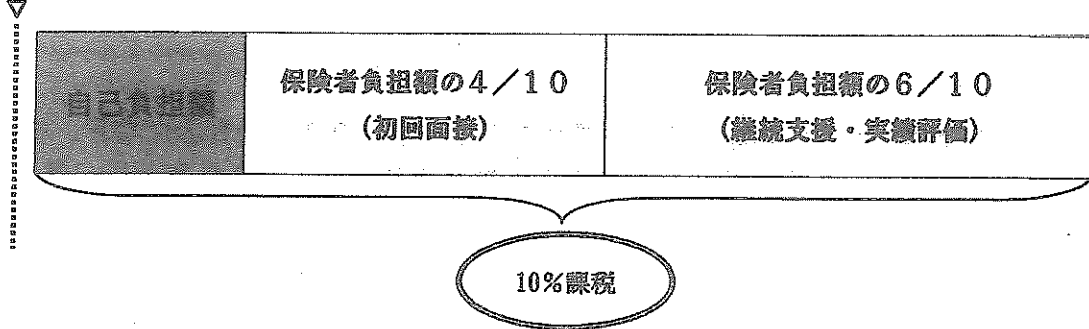 自己負担額
保険者負担額の4/10
(初回面接)
保険者負担額の6/10
(継続支援・実績評価)
10%課税